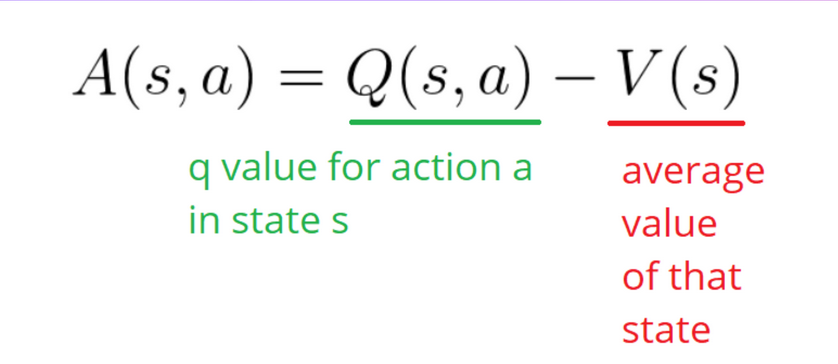 A(s, a) = Q(s, a) − V(s)
q value for action a
in state s
average
value
of that
state